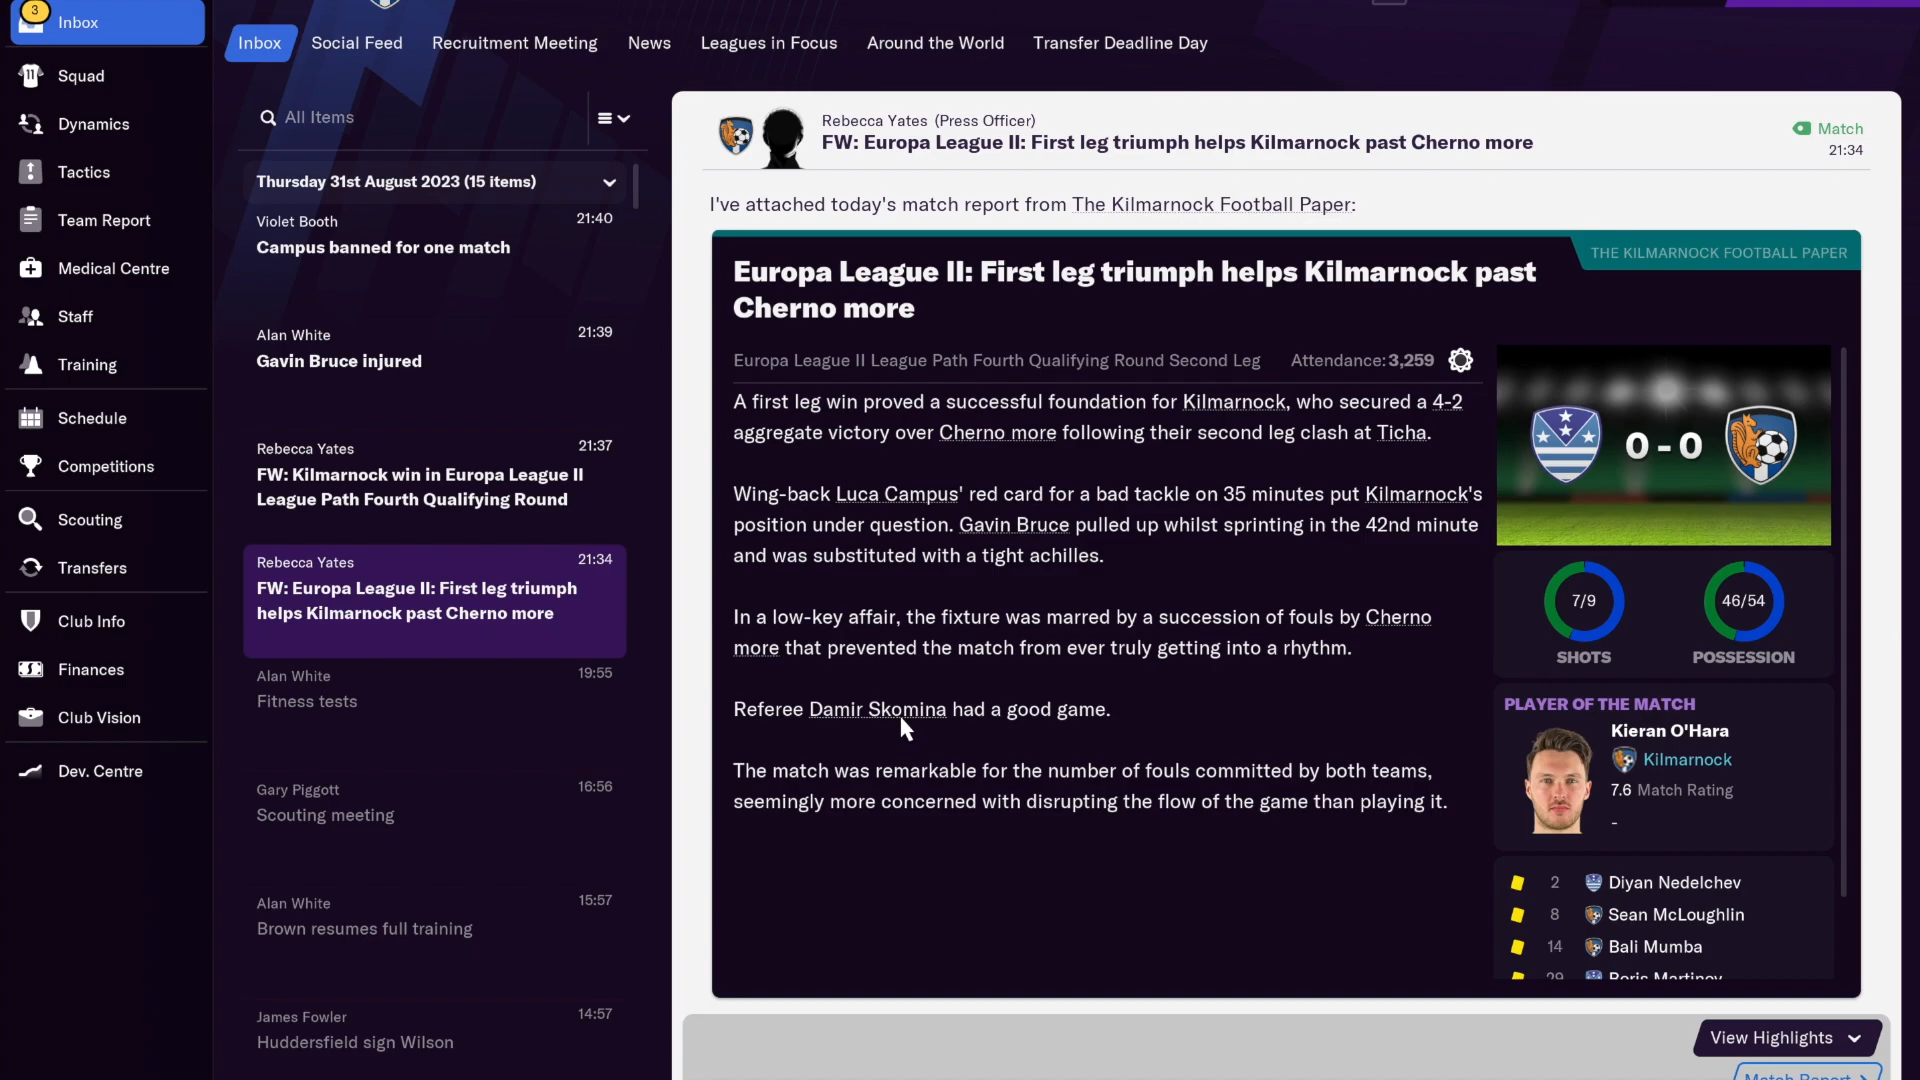 3
Inbox
Squad
Dynamics
Tactics
Team Report
Medical Centre
Staff
Training
Schedule
Competitions
Scouting
Transfers
Club Info
Finances
Club Vision
Dev. Centre
Inbox Social Feed Recruitment Meeting News Leagues in Focus Around the World Transfer Deadline Day
All Items
Thursday 31st August 2023 (15 items)
Violet Booth 21:40
Campus banned for one match
Alan White 21:39
Gavin Bruce injured
Rebecca Yates 21:37
FW: Kilmarnock win in Europa League II
League Path Fourth Qualifying Round
Rebecca Yates 21:34
FW: Europa League II: First leg triumph
helps Kilmarnock past Cherno more
Alan White 19:55
Fitness tests
Gary Piggott 16:56
Scouting meeting
Alan White 15:57
Brown resumes full training
James Fowler 14:57
Huddersfield sign Wilson
Rebecca Yates (Press Officer)
FW: Europa League II: First leg triumph helps Kilmarnock past Cherno more
Match
21:34
I've attached today's match report from The Kilmarnock Football Paper:
THE KILMARNOCK FOOTBALL PAPER
Europa League II: First leg triumph helps Kilmarnock past
Cherno more
Europa League II League Path Fourth Qualifying Round Second Leg Attendance: 3,259
A first leg win proved a successful foundation for Kilmarnock, who secured a 4-2
aggregate victory over Cherno more following their second leg clash at Ticha.
Wing-back Luca Campus' red card for a bad tackle on 35 minutes put Kilmarnock's
position under question. Gavin Bruce pulled up whilst sprinting in the 42nd minute
and was substituted with a tight achilles.
In a low-key affair, the fixture was marred by a succession of fouls by Cherno
more that prevented the match from ever truly getting into a rhythm.
Referee Damir Skomina had a good game.
The match was remarkable for the number of fouls committed by both teams,
seemingly more concerned with disrupting the flow of the game than playing it.
0 - 0
7/9
SHOTS
46/54
POSSESSION
PLAYER OF THE MATCH
Kieran O'Hara
Kilmarnock
7.6 Match Rating
-
2 Diyan Nedelchev
8 Sean McLoughlin
14 Bali Mumba
29 Boris Martinov
View Highlights
Match Report